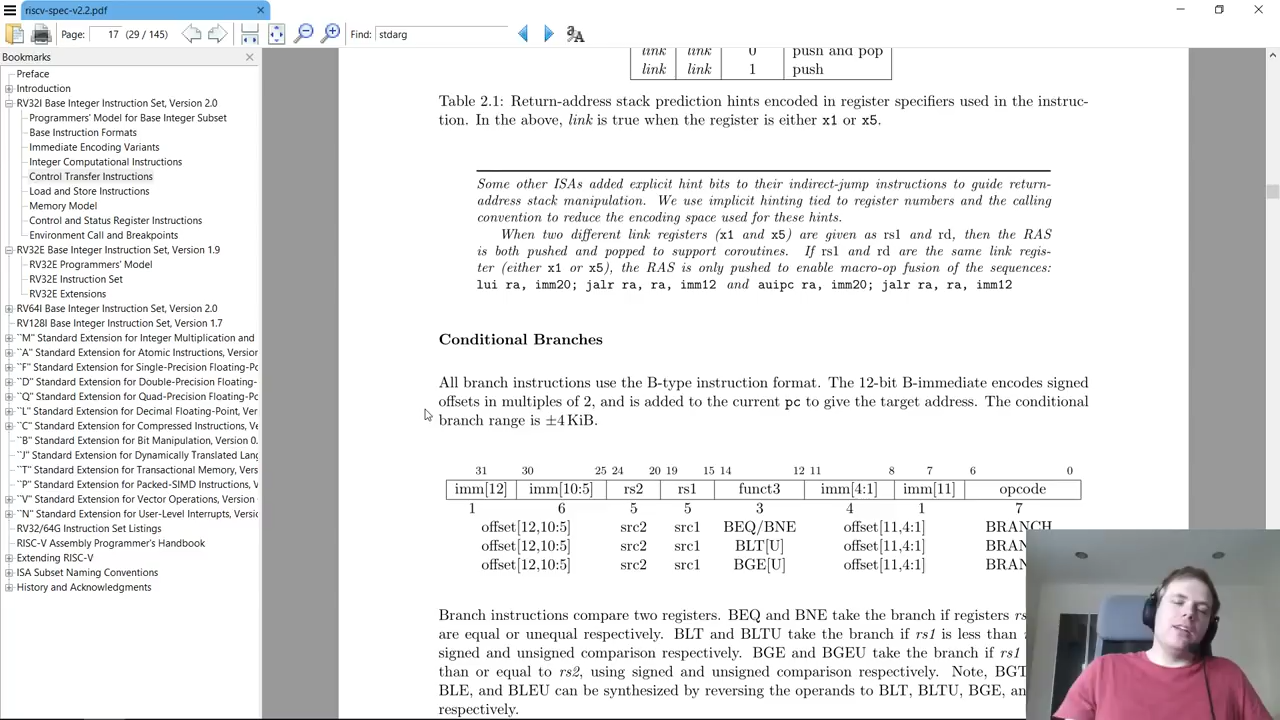 riscv-spec-v2.2.pdf
Page: 17 (29 / 145) Find: stdarg
Bookmarks
Preface
Introduction
RV32I Base Integer Instruction Set, Version 2.0
Programmers' Model for Base Integer Subset
Base Instruction Formats
Immediate Encoding Variants
Integer Computational Instructions
Control Transfer Instructions
Load and Store Instructions
Memory Model
Control and Status Register Instructions
Environment Call and Breakpoints
RV32E Base Integer Instruction Set, Version 1.9
RV32E Programmers' Model
RV32E Instruction Set
RV32E Extensions
RV64I Base Integer Instruction Set, Version 2.0
RV128I Base Integer Instruction Set, Version 1.7
``M'' Standard Extension for Integer Multiplication and
``A'' Standard Extension for Atomic Instructions, Versior
``F'' Standard Extension for Single-Precision Floating-Po
``D'' Standard Extension for Double-Precision Floating-
``Q'' Standard Extension for Quad-Precision Floating-Po
``L'' Standard Extension for Decimal Floating-Point, Ver
``C'' Standard Extension for Compressed Instructions, Ve
``B'' Standard Extension for Bit Manipulation, Version 0.
``J'' Standard Extension for Dynamically Translated Lang
``T'' Standard Extension for Transactional Memory, Vers
``P'' Standard Extension for Packed-SIMD Instructions, V
``V'' Standard Extension for Vector Operations, Version
``N'' Standard Extension for User-Level Interrupts, Versio
RV32/64G Instruction Set Listings
RISC-V Assembly Programmer's Handbook
Extending RISC-V
ISA Subset Naming Conventions
History and Acknowledgments
link link 0 push and pop
link link 1 push
Table 2.1: Return-address stack prediction hints encoded in register specifiers used in the instruc-
tion. In the above, link is true when the register is either x1 or x5.
Some other ISAs added explicit hint bits to their indirect-jump instructions to guide return-
address stack manipulation. We use implicit hinting tied to register numbers and the calling
convention to reduce the encoding space used for these hints.
When two different link registers (x1 and x5) are given as rs1 and rd, then the RAS
is both pushed and popped to support coroutines. If rs1 and rd are the same link regis-
ter (either x1 or x5), the RAS is only pushed to enable macro-op fusion of the sequences:
lui ra, imm20; jalr ra, ra, imm12 and auipc ra, imm20; jalr ra, ra, imm12
Conditional Branches
All branch instructions use the B-type instruction format. The 12-bit B-immediate encodes signed
offsets in multiples of 2, and is added to the current pc to give the target address. The conditional
branch range is ±4 KiB.
31 30 25 24 20 19 15 14 12 11 8 7 6 0
imm[12] imm[10:5] rs2 rs1 funct3 imm[4:1] imm[11] opcode
1 6 5 5 3 4 1 7
offset[12,10:5] src2 src1 BEQ/BNE offset[11,4:1] BRANCH
offset[12,10:5] src2 src1 BLT[U] offset[11,4:1] BRAN
offset[12,10:5] src2 src1 BGE[U] offset[11,4:1] BRAN
Branch instructions compare two registers. BEQ and BNE take the branch if registers rs
are equal or unequal respectively. BLT and BLTU take the branch if rs1 is less than
signed and unsigned comparison respectively. BGE and BGEU take the branch if rs1
than or equal to rs2, using signed and unsigned comparison respectively. Note, BGT
BLE, and BLEU can be synthesized by reversing the operands to BLT, BLTU, BGE, an
respectively.